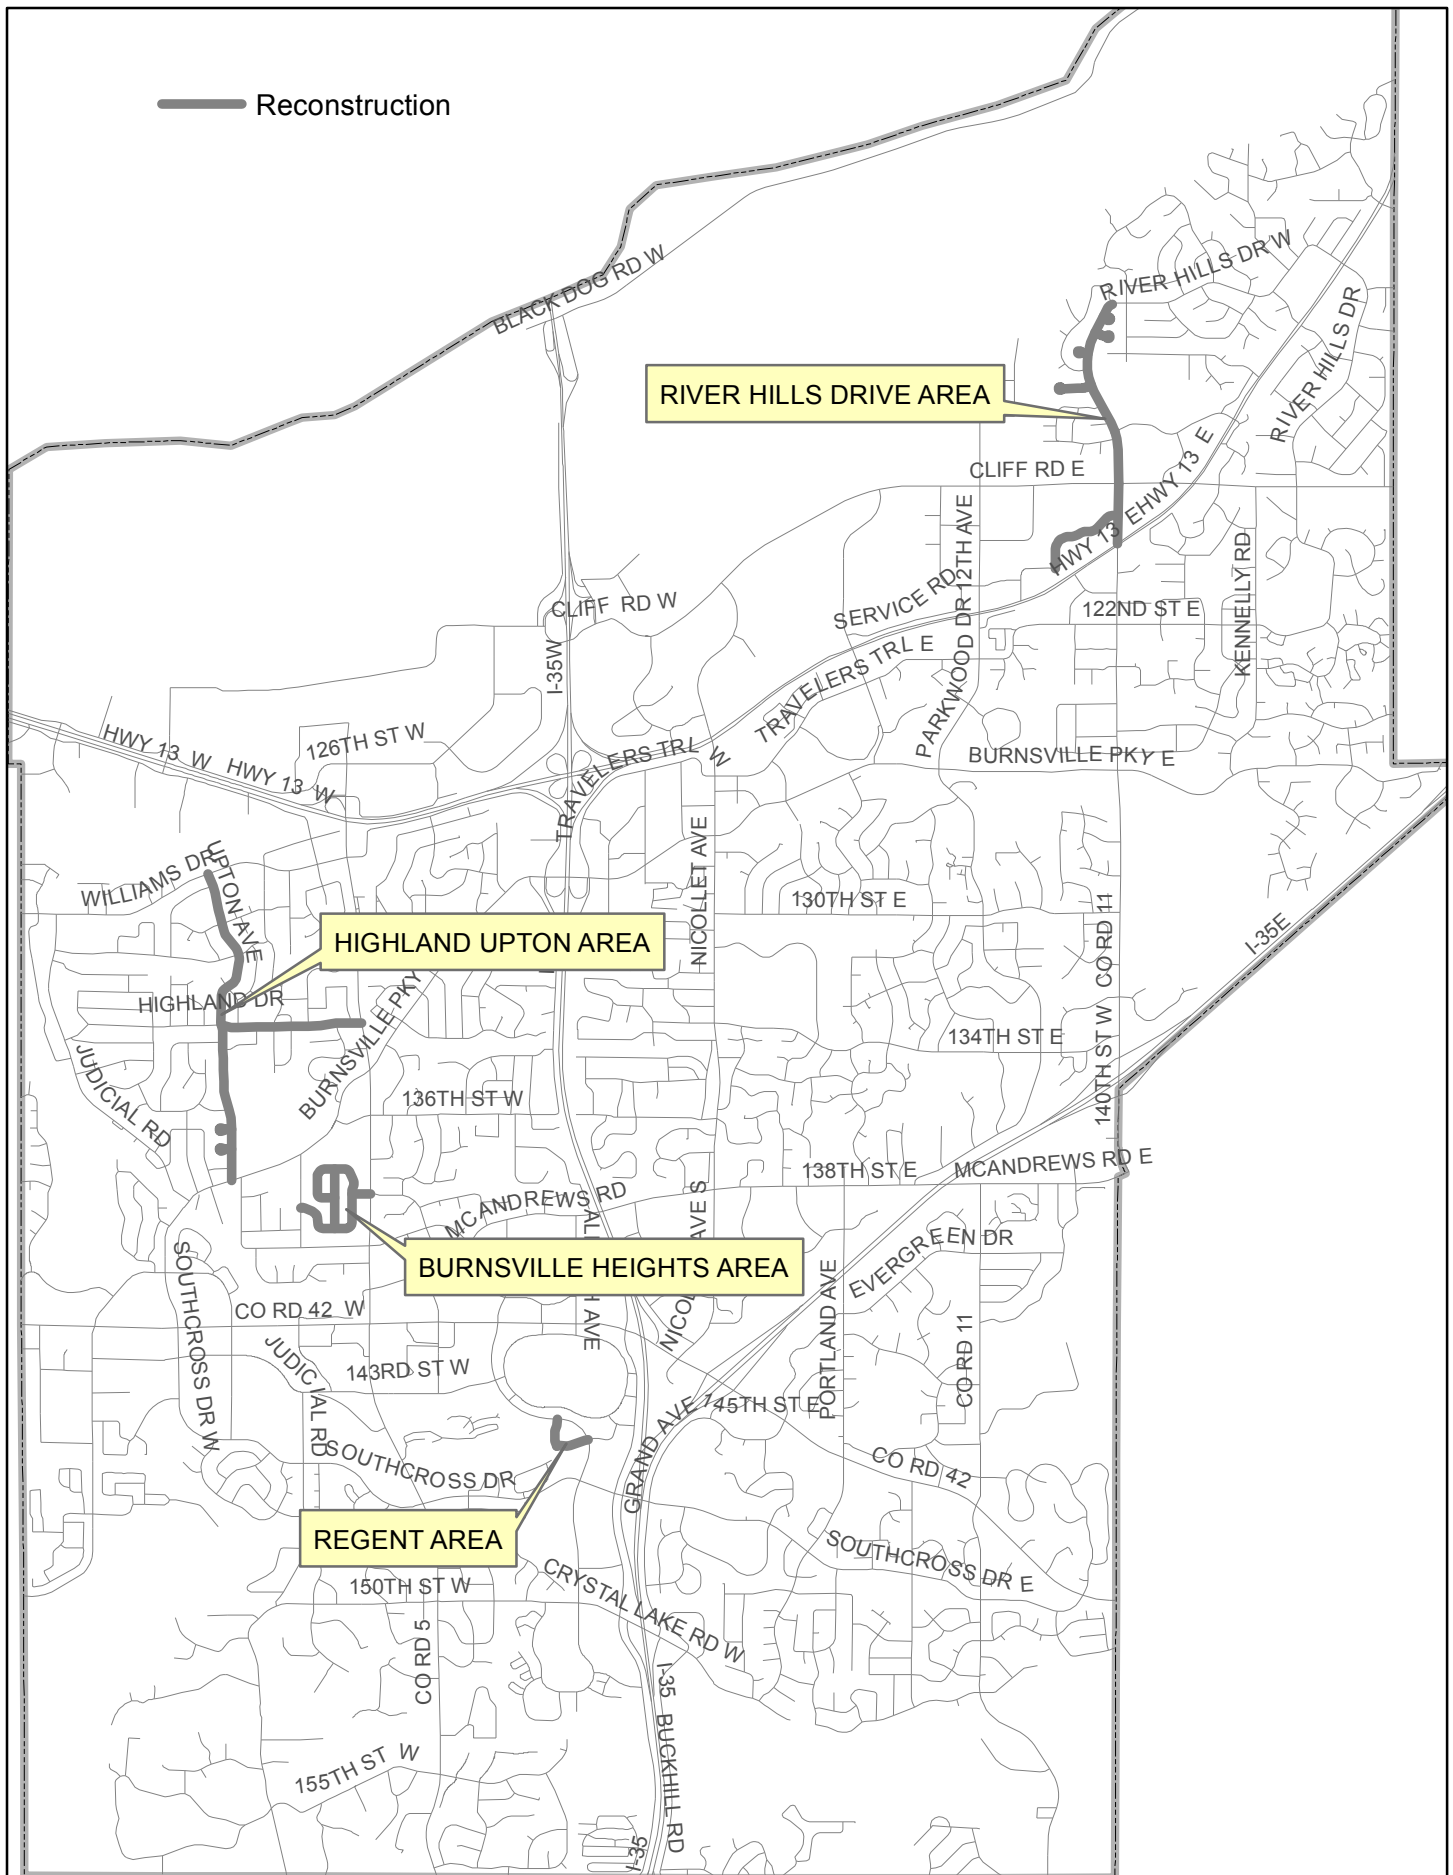 Reconstruction
RIVER HILLS DR W
BLACK DOG RD W
RIVER HILLS DR
RIVER HILLS DRIVE AREA
CLIFF RD E
HWY 13 E
HWY 13 E
12TH AVE
KENNELLY RD
SERVICE RD
122ND ST E
CLIFF RD W
I-35W
TRAVELERS TRL E
PARKWOOD DR
HWY 13 W
HWY 13 W
126TH ST W
TRAVELERS TRL W
BURNSVILLE PKY E
WILLIAMS DR
UPTON AVE
NICOLLET AVE
130TH ST E
CO RD 11
I-35E
HIGHLAND UPTON AREA
HIGHLAND DR
BURNSVILLE PKY
134TH ST E
140TH ST W
JUDICIAL RD
136TH ST W
138TH ST E
MCANDREWS RD E
MCANDREWS RD
AVE S
EVERGREEN DR
BURNSVILLE HEIGHTS AREA
SOUTHCROSS DR W
CO RD 42 W
H AVE
PORTLAND AVE
CO RD 11
JUDICIAL RD
143RD ST W
145TH ST E
GRAND AVE
SOUTHCROSS DR
CO RD 42
REGENT AREA
SOUTHCROSS DR E
150TH ST W
CRYSTAL LAKE RD W
CO RD 5
I-35
BUCKHILL RD
155TH ST W
I-35